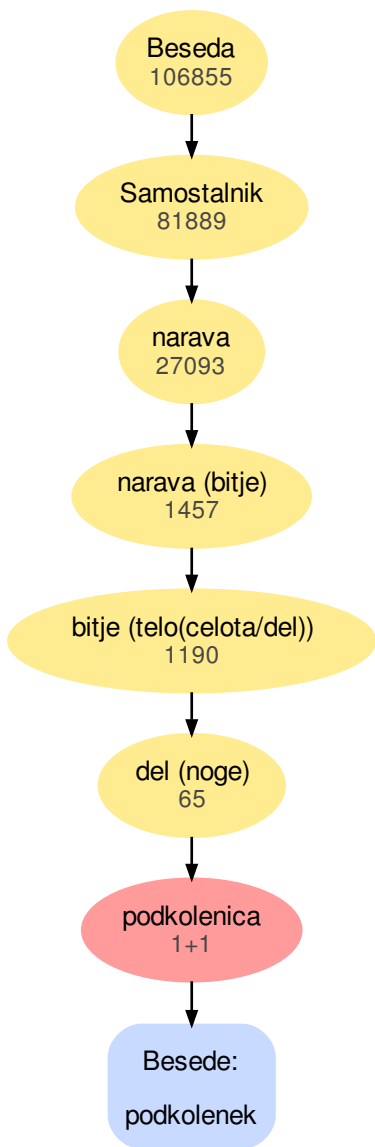 Beseda
106855
Samostalnik
81889
narava
27093
narava (bitje)
1457
bitje (telo(celota/del))
1190
del (noge)
65
podkolenica
1+1
Besede:
podkolenek